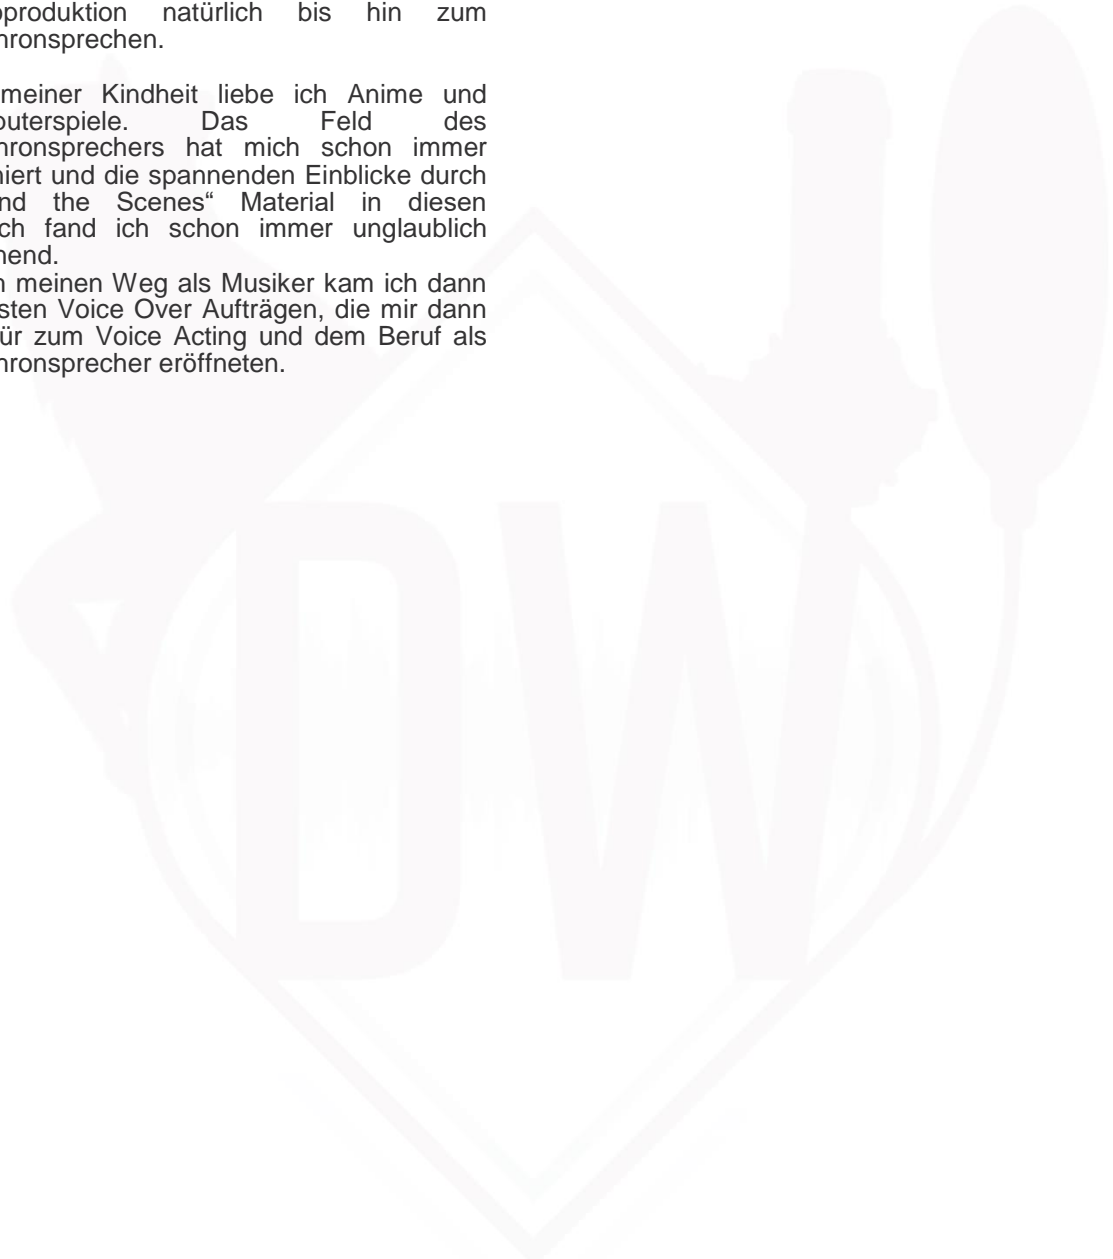 oproduktion natürlich bis hin zum
hronsprechen.
meiner Kindheit liebe ich Anime und
outerspiele. Das Feld des
hronsprechers hat mich schon immer
niert und die spannenden Einblicke durch
nd the Scenes“ Material in diesen
ch fand ich schon immer unglaublich
nend.
n meinen Weg als Musiker kam ich dann
sten Voice Over Aufträgen, die mir dann
ür zum Voice Acting und dem Beruf als
hronsprecher eröffneten.
DW